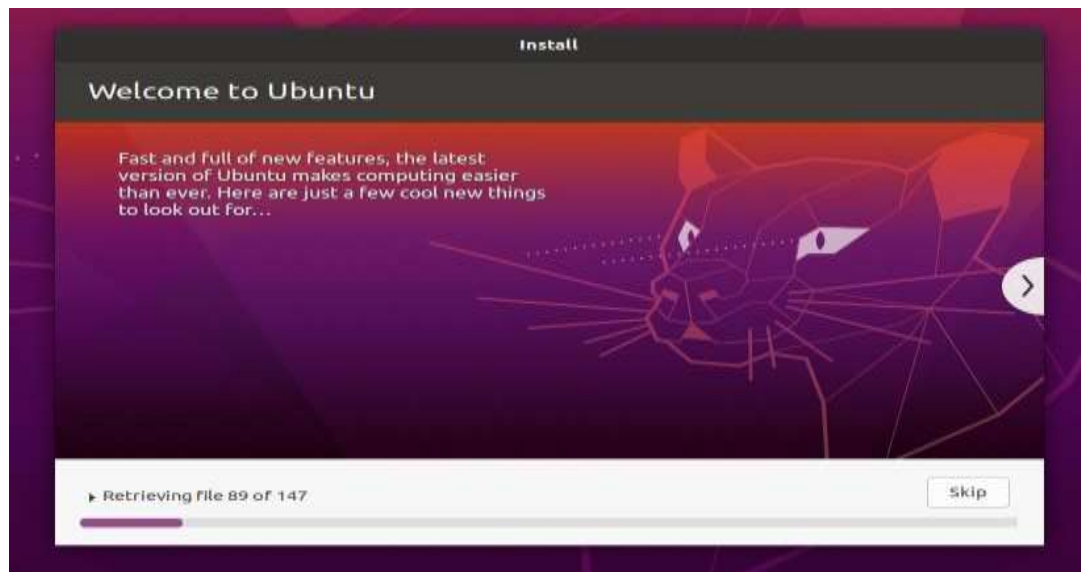 Install
Welcome to Ubuntu
Fast and full of new features, the latest
version of Ubuntu makes computing easier
than ever. Here are just a few cool new things
to look out for...
Retrieving file 89 of 147
Skip